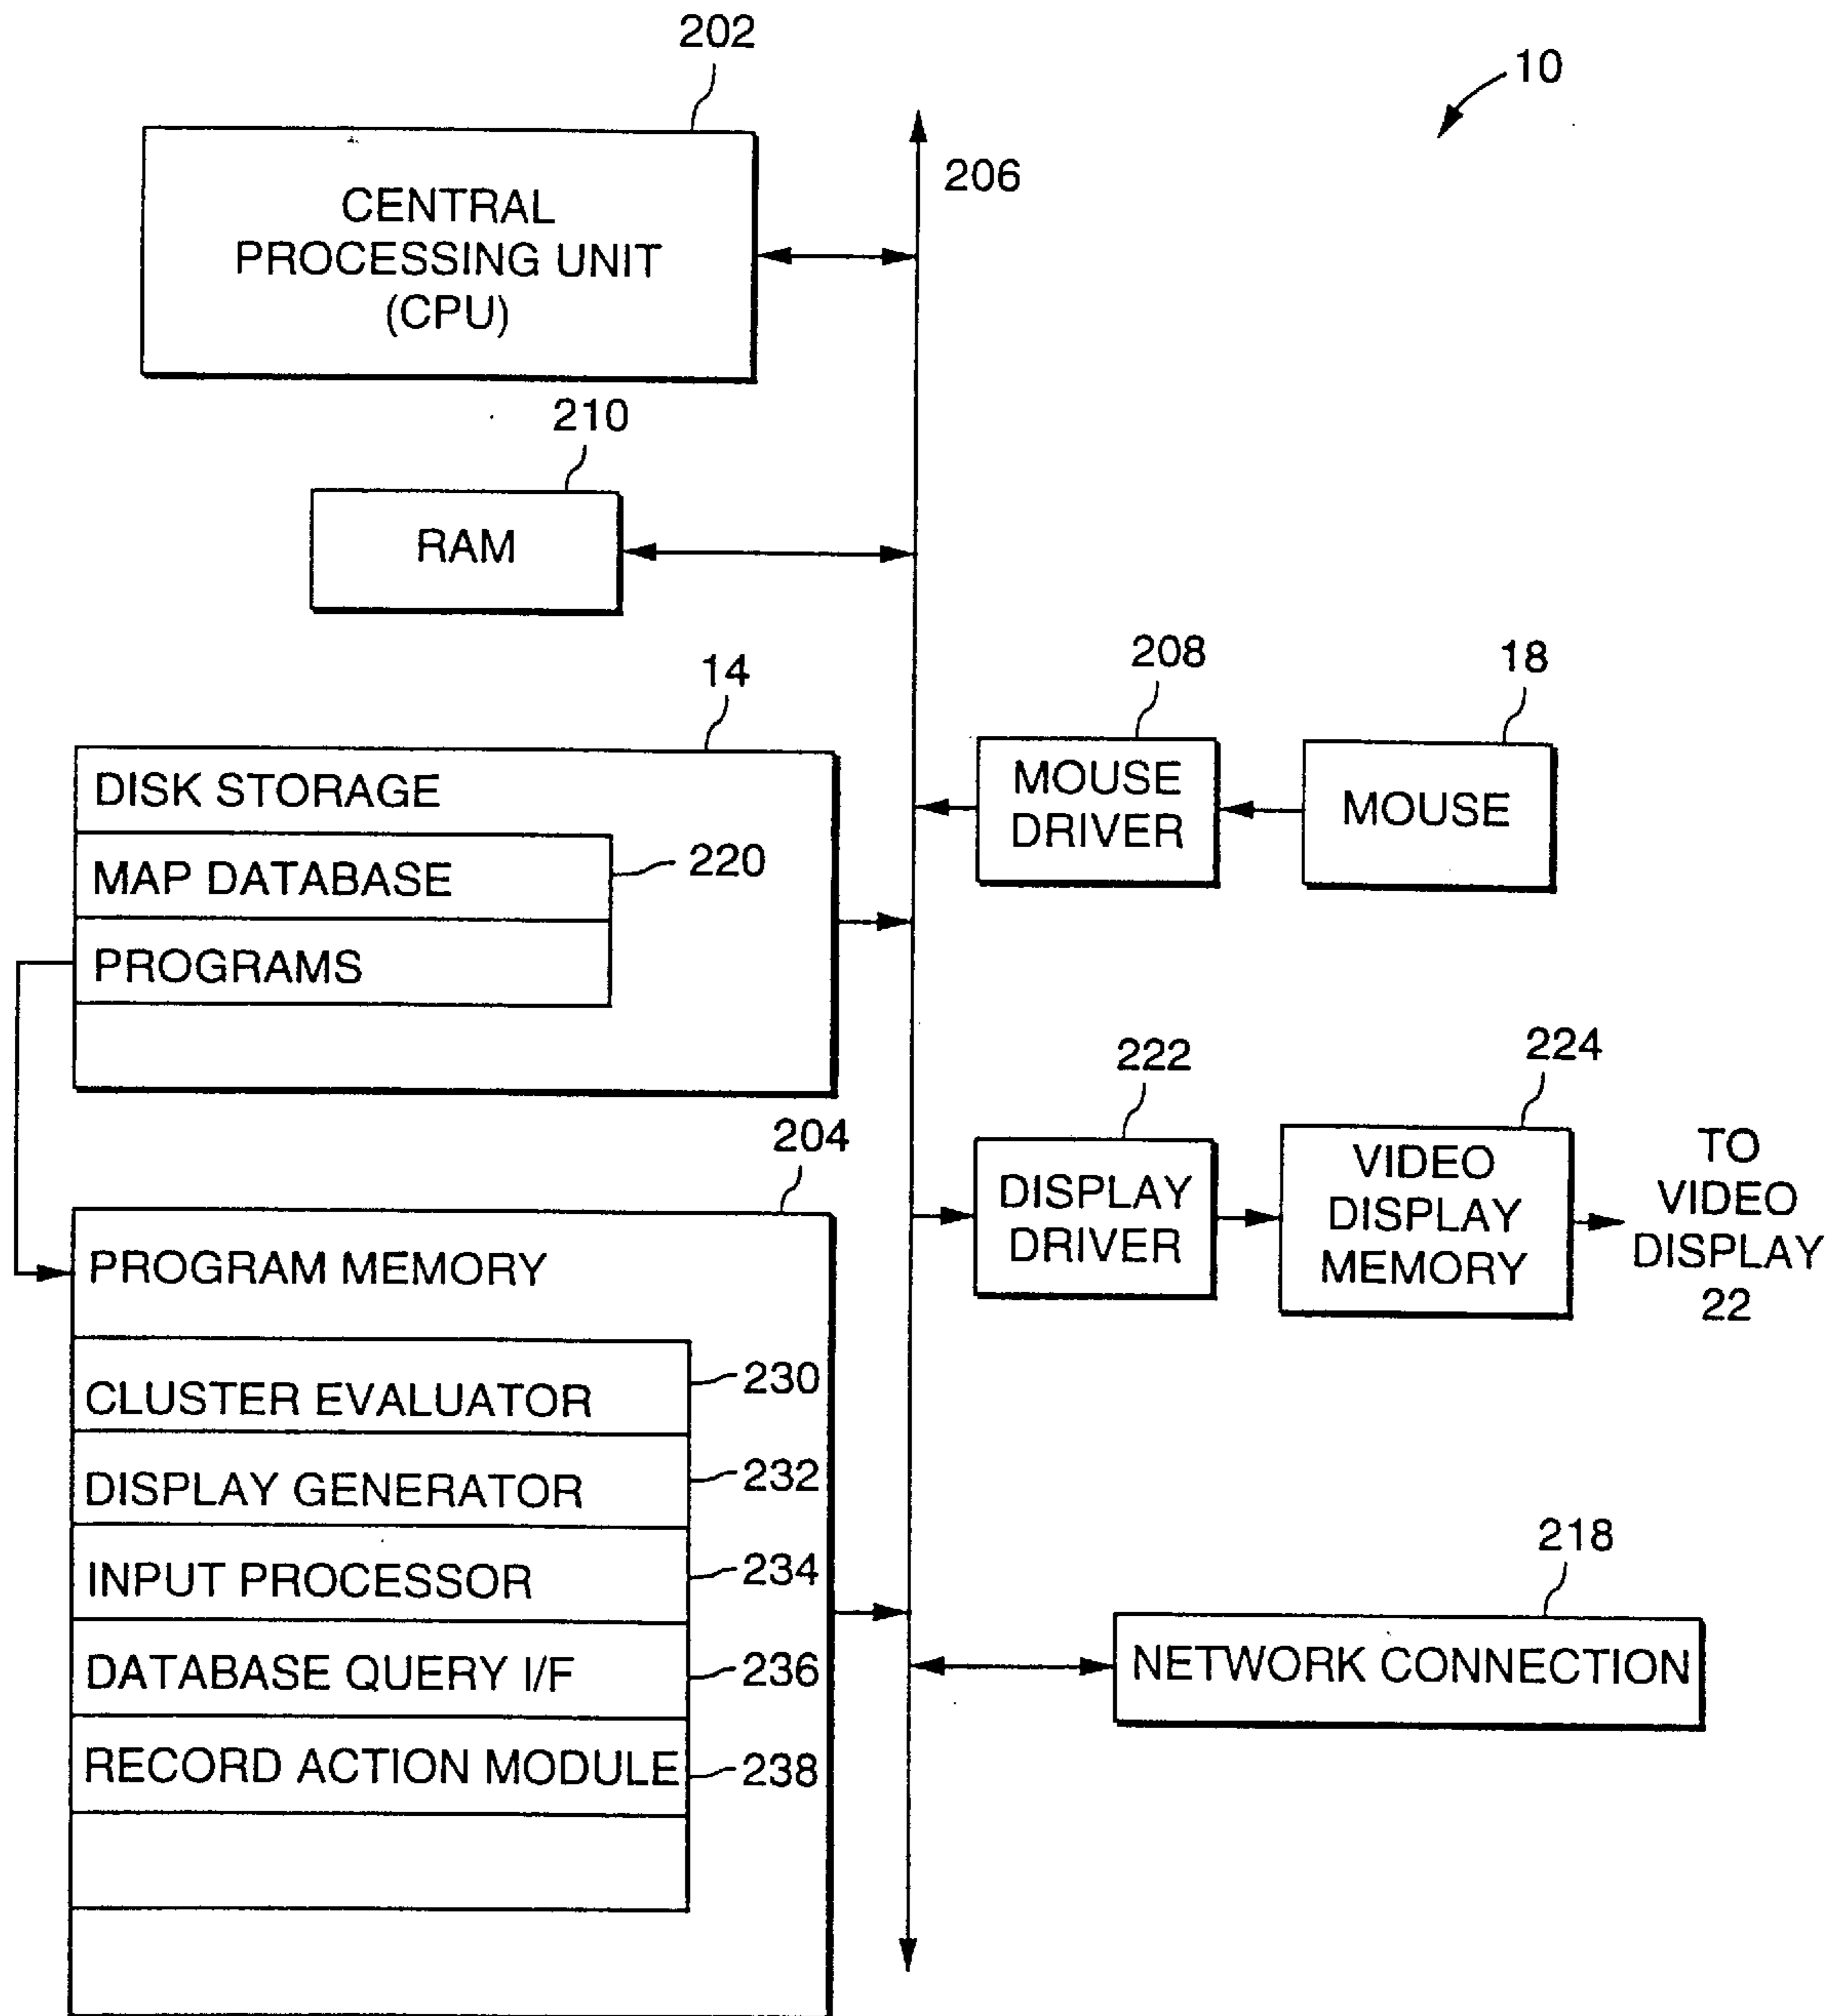 202
10
206
CENTRAL
PROCESSING UNIT
(CPU)
210
RAM
14
DISK STORAGE
MAP DATABASE
220
PROGRAMS
208
MOUSE
DRIVER
18
MOUSE
222
DISPLAY
DRIVER
224
VIDEO
DISPLAY
MEMORY
TO
VIDEO
DISPLAY
22
204
PROGRAM MEMORY
CLUSTER EVALUATOR
230
DISPLAY GENERATOR
232
INPUT PROCESSOR
234
DATABASE QUERY I/F
236
RECORD ACTION MODULE
238
218
NETWORK CONNECTION